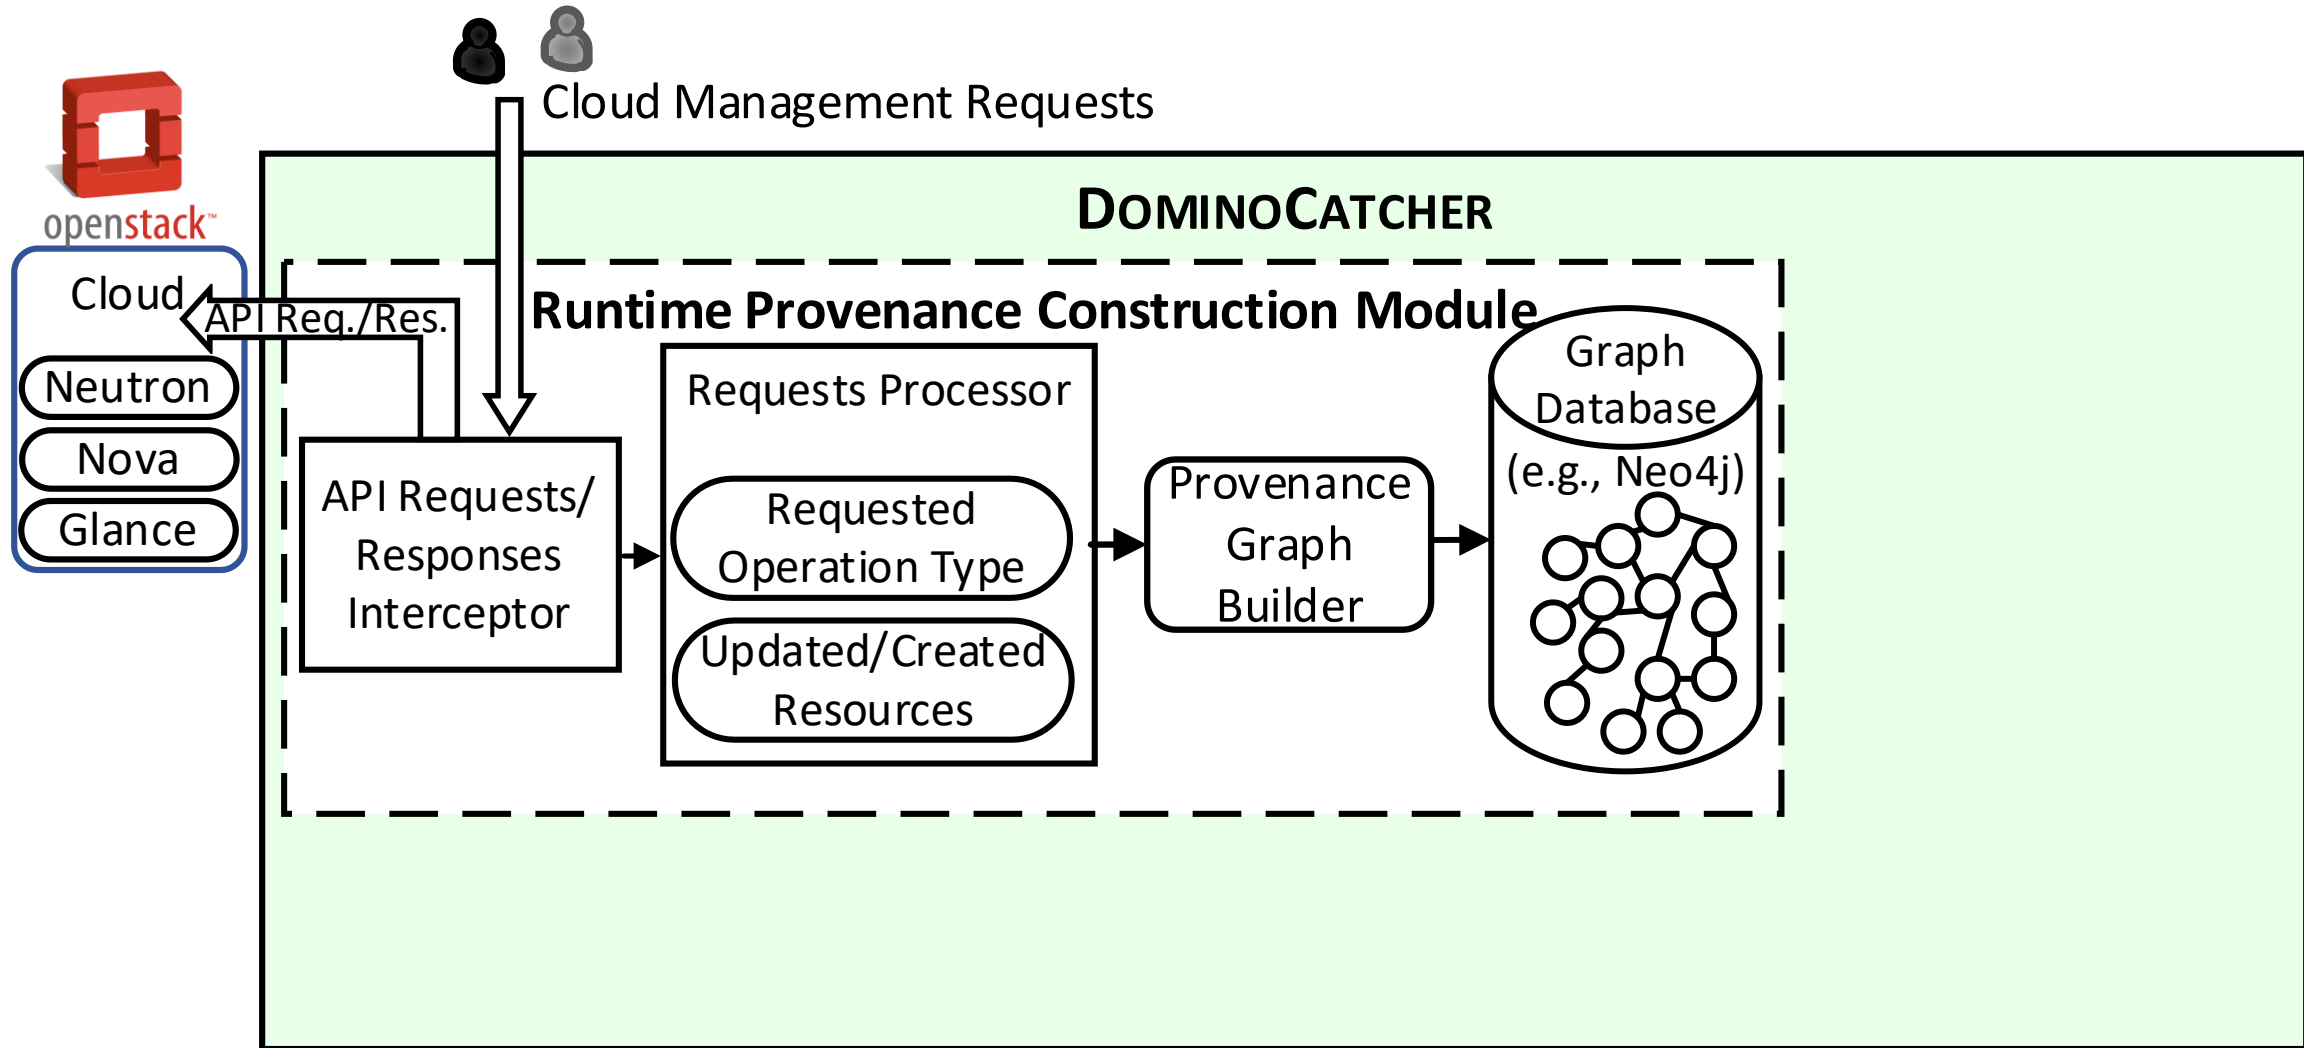 Cloud Management Requests
openstack™
DOMINOCATCHER
Cloud
API Req./Res.
Neutron
Nova
Glance
Runtime Provenance Construction Module
API Requests/
Responses
Interceptor
Requests Processor
Requested
Operation Type
Updated/Created
Resources
Provenance
Graph
Builder
Graph
Database
(e.g., Neo4j)